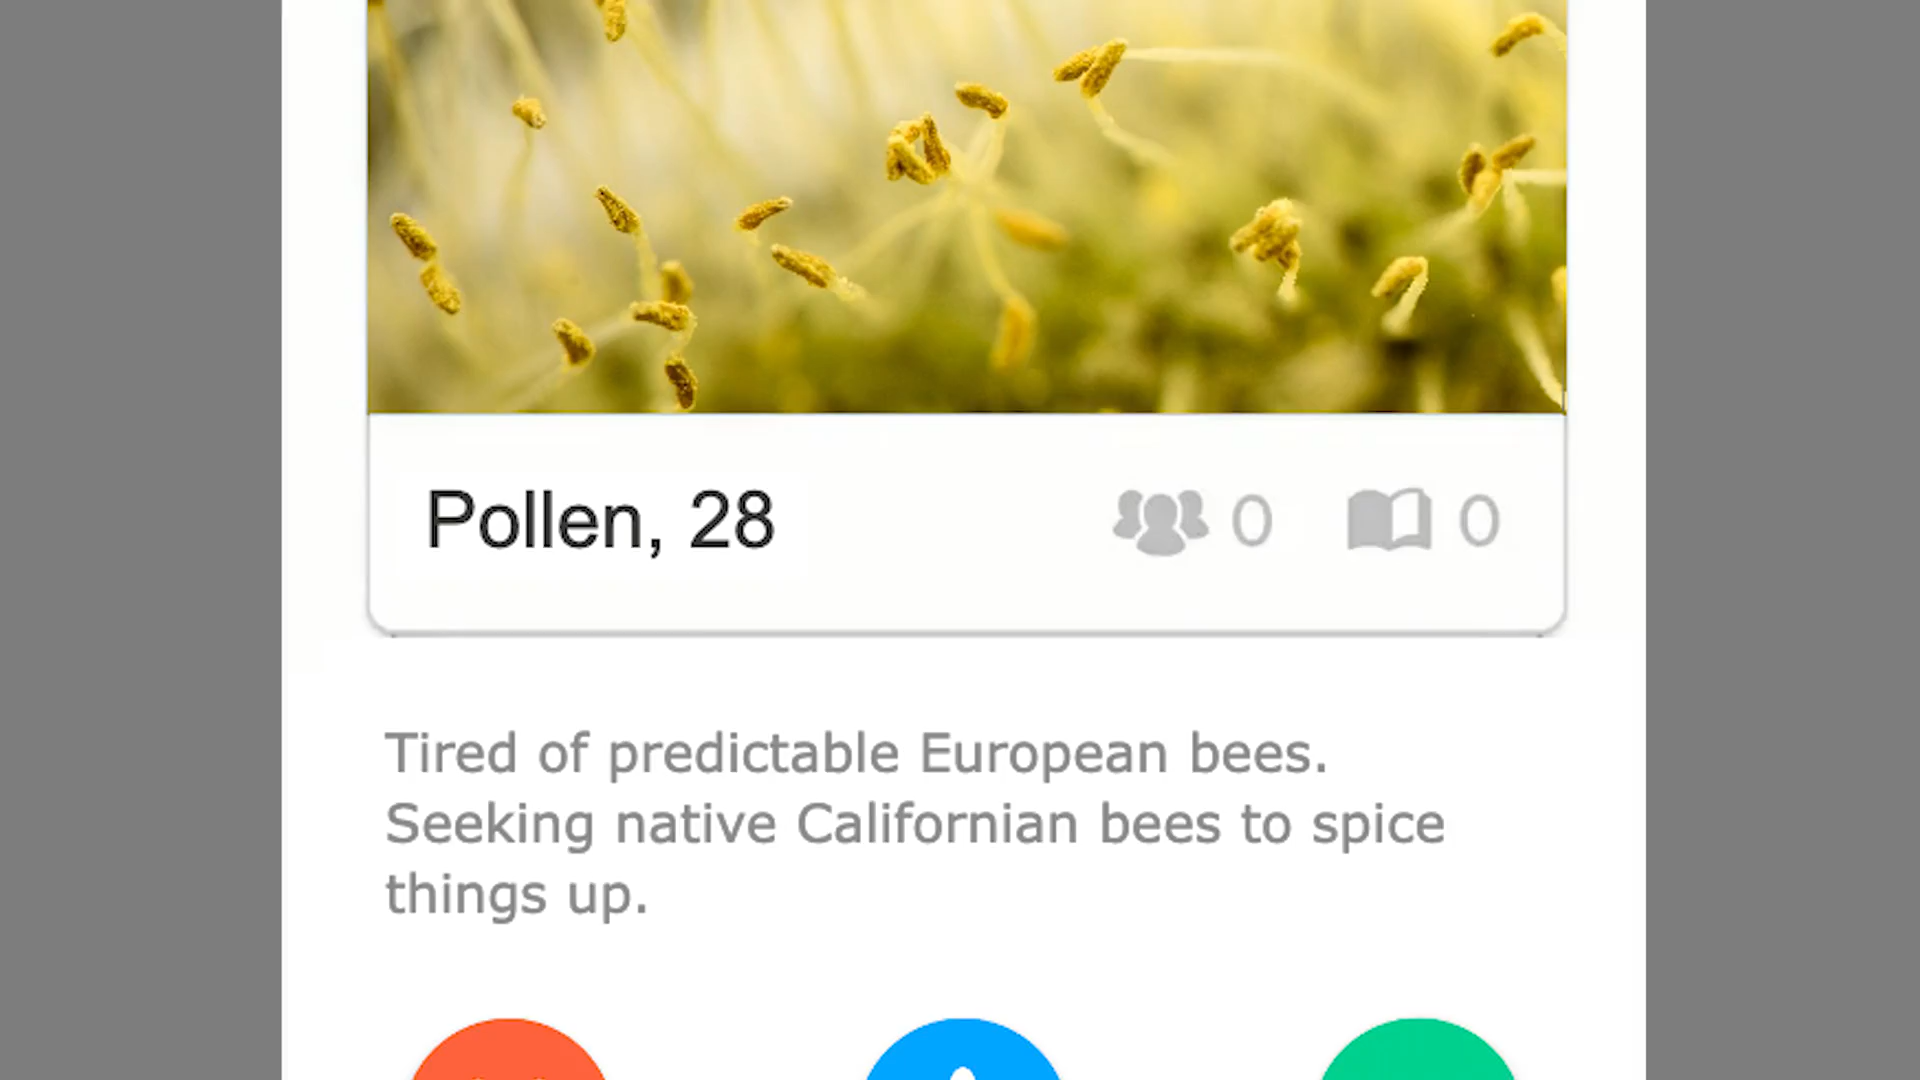 Pollen, 28 0 0
Tired of predictable European bees.
Seeking native Californian bees to spice
things up.